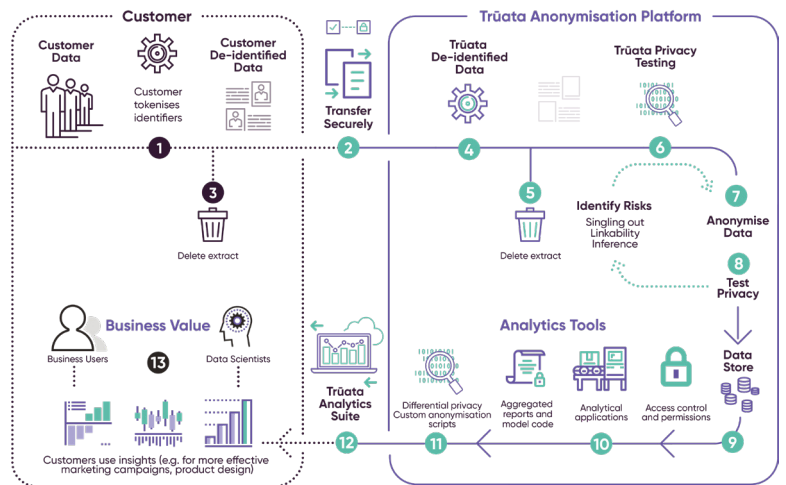 Customer
Trūata Anonymisation Platform
Customer
Data
Customer
tokenises
identifiers
Customer
De-identified
Data
Transfer
Securely
Trūata
De-identified
Data
Trūata Privacy
Testing
1
2
4
6
3
Delete extract
5
Delete extract
Identify Risks
Singling out
Linkability
Inference
7
Anonymise
Data
8
Test
Privacy
Business Value
Business Users
13
Data Scientists
Customers use insights (e.g. for more effective
marketing campaigns, product design)
Trūata
Analytics
Suite
12
Analytics Tools
Differential privacy
Custom anonymisation
scripts
11
Aggregated
reports and
model code
Analytical
applications
10
Access control
and permissions
Data
Store
9